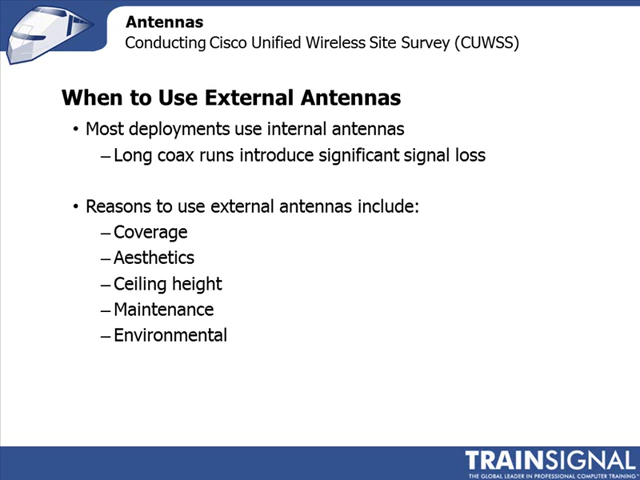 Antennas
Conducting Cisco Unified Wireless Site Survey (CUWSS)
When to Use External Antennas
• Most deployments use internal antennas
– Long coax runs introduce significant signal loss
• Reasons to use external antennas include:
– Coverage
– Aesthetics
– Ceiling height
– Maintenance
– Environmental
TRAINSIGNAL
THE GLOBAL LEADER IN PROFESSIONAL COMPUTER TRAINING™